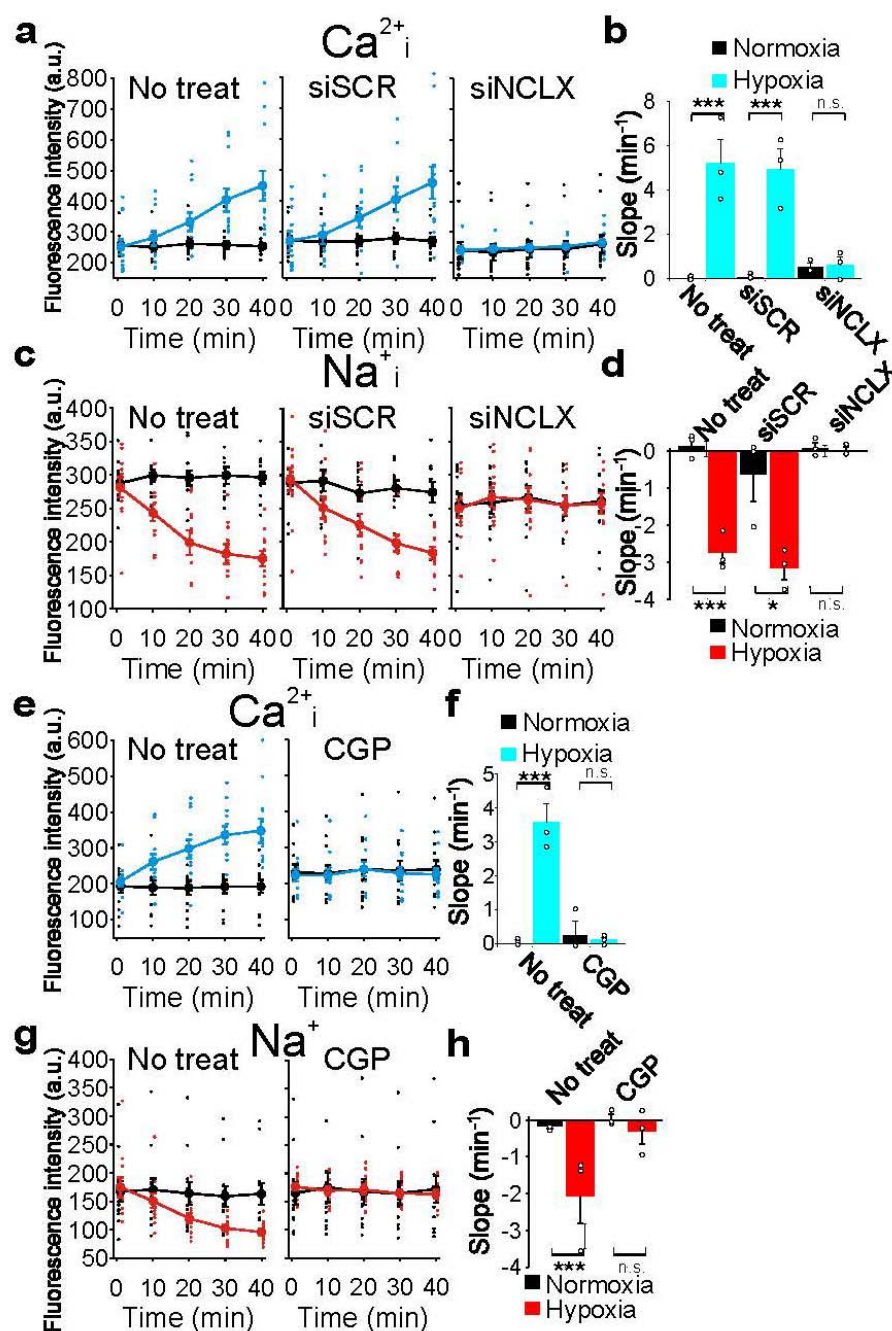 a
Ca²⁺i
b
Normoxia
Hypoxia
Fluorescence intensity (a.u.)
800
700
600
500
400
300
200
No treat
siSCR
siNCLX
0 10 20 30 40
0 10 20 30 40
0 10 20 30 40
Time (min)
Time (min)
Time (min)
Slope (min⁻¹)
8
6
4
2
0
***
***
n.s.
No treat
siSCR
siNCLX
c
Na⁺i
d
Fluorescence intensity (a.u.)
400
350
300
250
200
150
100
No treat
siSCR
siNCLX
0 10 20 30 40
0 10 20 30 40
0 10 20 30 40
Time (min)
Time (min)
Time (min)
No treat
siSCR
siNCLX
Slope (min⁻¹)
0
-1
-2
-3
-4
***
*
n.s.
Normoxia
Hypoxia
e
Ca²⁺i
f
Normoxia
Hypoxia
Fluorescence intensity (a.u.)
600
500
400
300
200
100
No treat
CGP
0 10 20 30 40
0 10 20 30 40
Time (min)
Time (min)
Slope (min⁻¹)
5
4
3
2
1
0
***
n.s.
No treat
CGP
g
Na⁺
h
Fluorescence intensity (a.u.)
400
350
300
250
200
150
100
50
No treat
CGP
0 10 20 30 40
0 10 20 30 40
Time (min)
Time (min)
No treat
CGP
Slope (min⁻¹)
0
-1
-2
-3
-4
***
n.s.
Normoxia
Hypoxia